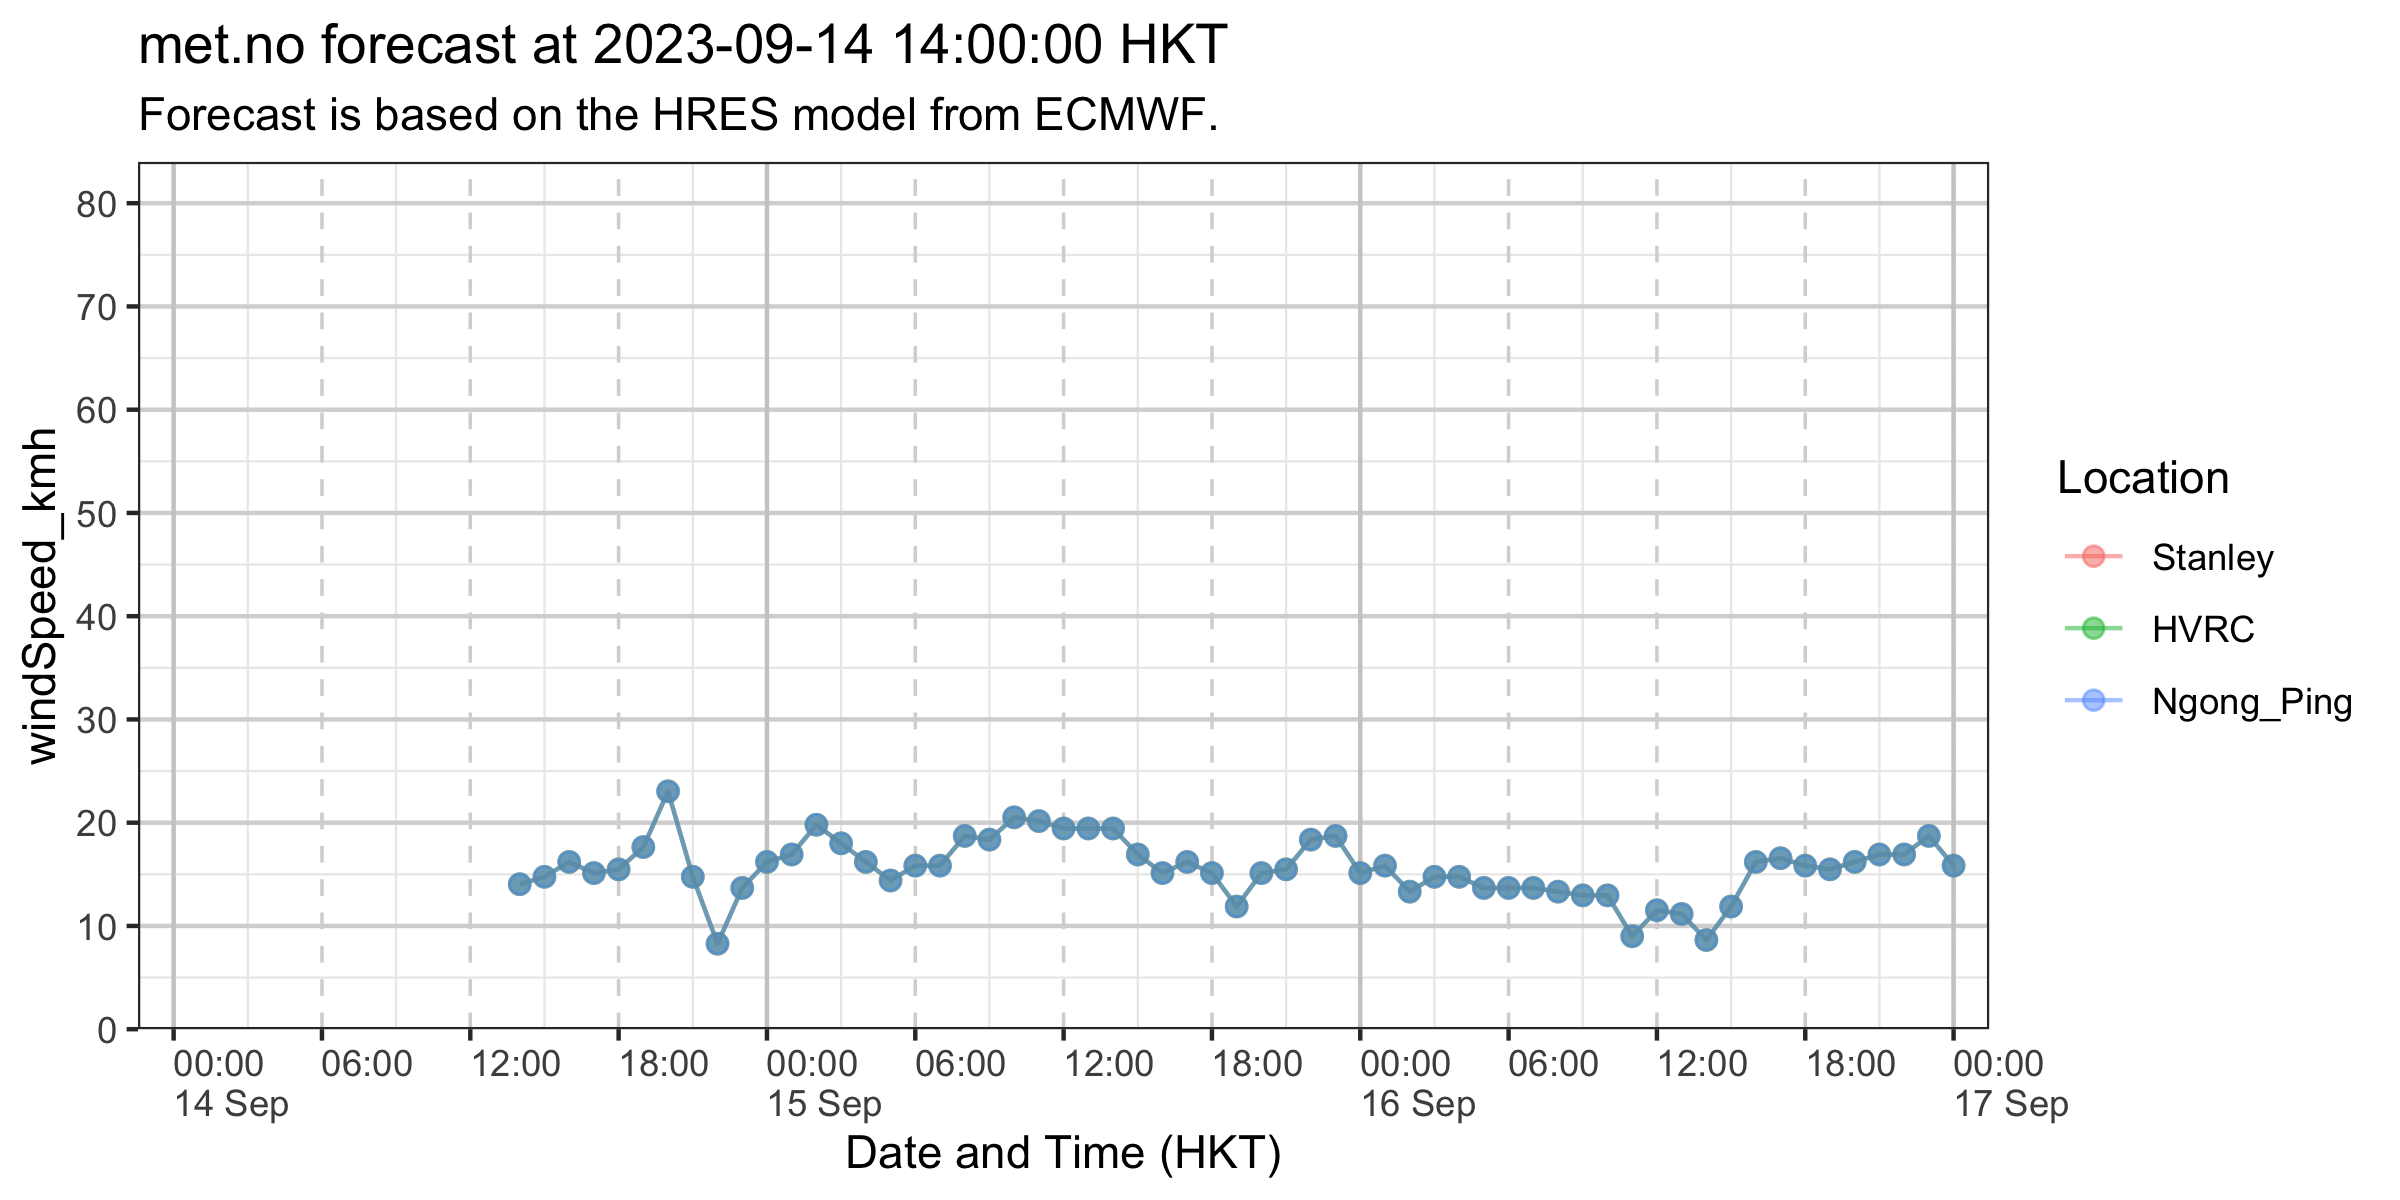 met.no forecast at 2023-09-14 14:00:00 HKT
Forecast is based on the HRES model from ECMWF.
windSpeed_kmh
80
70
60
50
40
30
20
10
0
00:00 06:00 12:00 18:00 00:00 06:00 12:00 18:00 00:00 06:00 12:00 18:00 00:00
14 Sep 15 Sep 16 Sep 17 Sep
Date and Time (HKT)
Location
Stanley
HVRC
Ngong_Ping